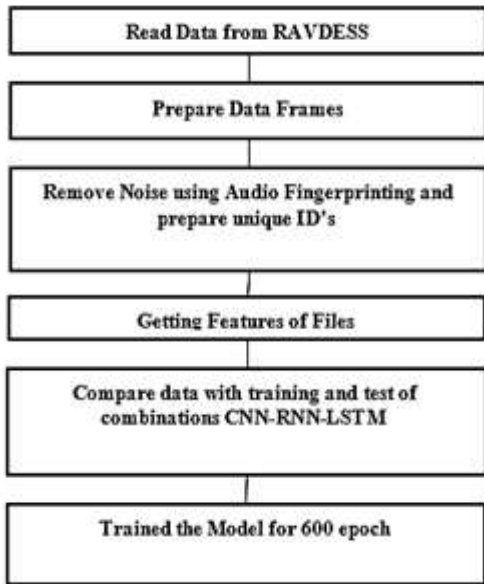 Read Data from RAVDESS
Prepare Data Frames
Remove Noise using Audio Fingerprinting and
prepare unique ID's
Getting Features of Files
Compare data with training and test of
combinations CNN-RNN-LSTM
Trained the Model for 600 epoch